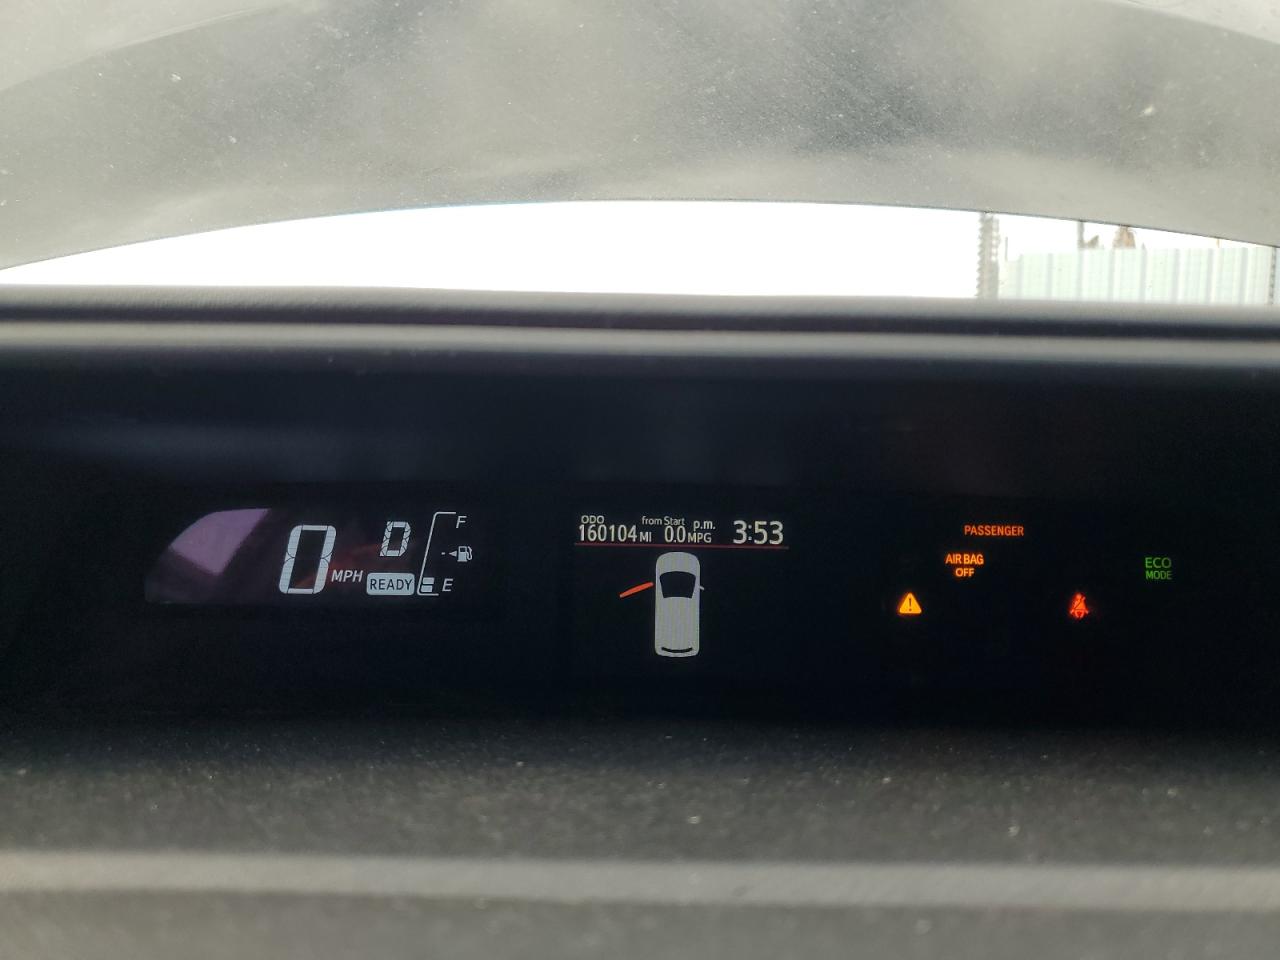 0 MPH
0
READY
F
E
ODO
160104 MI
from Start
0.0 MPG
p.m.
3:53
PASSENGER
AIR BAG
OFF
ECO
MODE